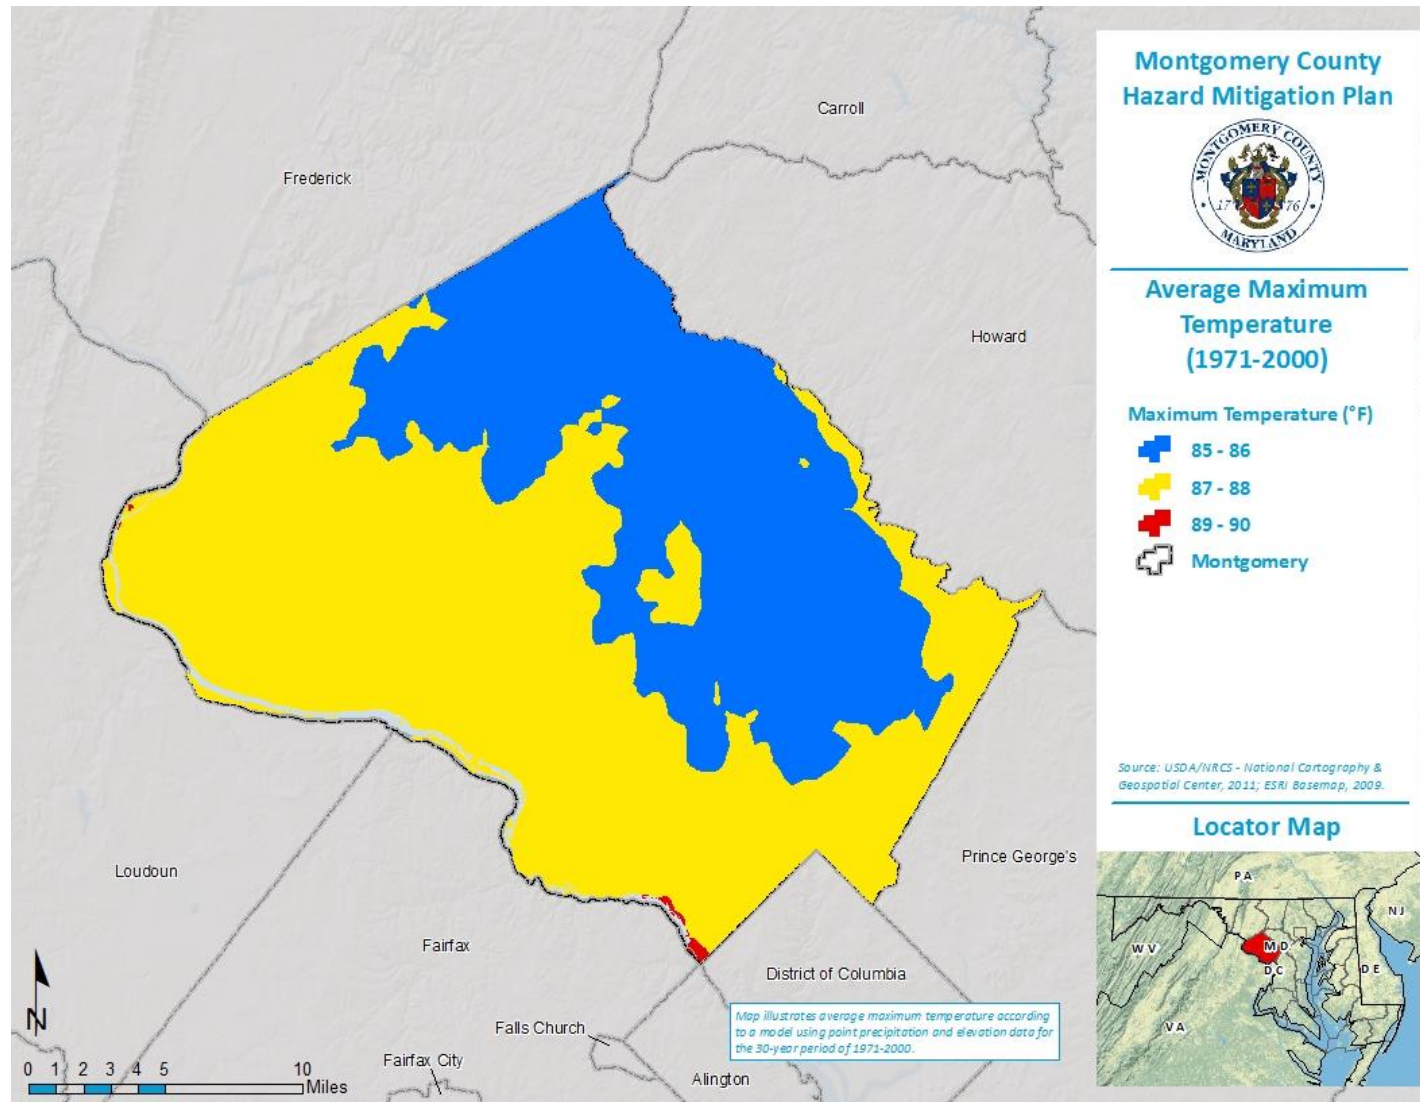 Montgomery County
Hazard Mitigation Plan
MONTGOMERY COUNTY
17 76
MARYLAND
Average Maximum
Temperature
(1971-2000)
Maximum Temperature (°F)
85 - 86
87 - 88
89 - 90
Montgomery
Source: USDA/NRCS - National Cartography &
Geospatial Center, 2011; ESRI Basemap, 2009.
Locator Map
PA
NJ
WV
MD
DC
DE
VA
Carroll
Frederick
Howard
Prince George's
Loudoun
Fairfax
District of Columbia
Map illustrates average maximum temperature according
to a model using point precipitation and elevation data for
the 30-year period of 1971-2000.
Falls Church
Fairfax City
Alington
N
0 1 2 3 4 5 10
Miles